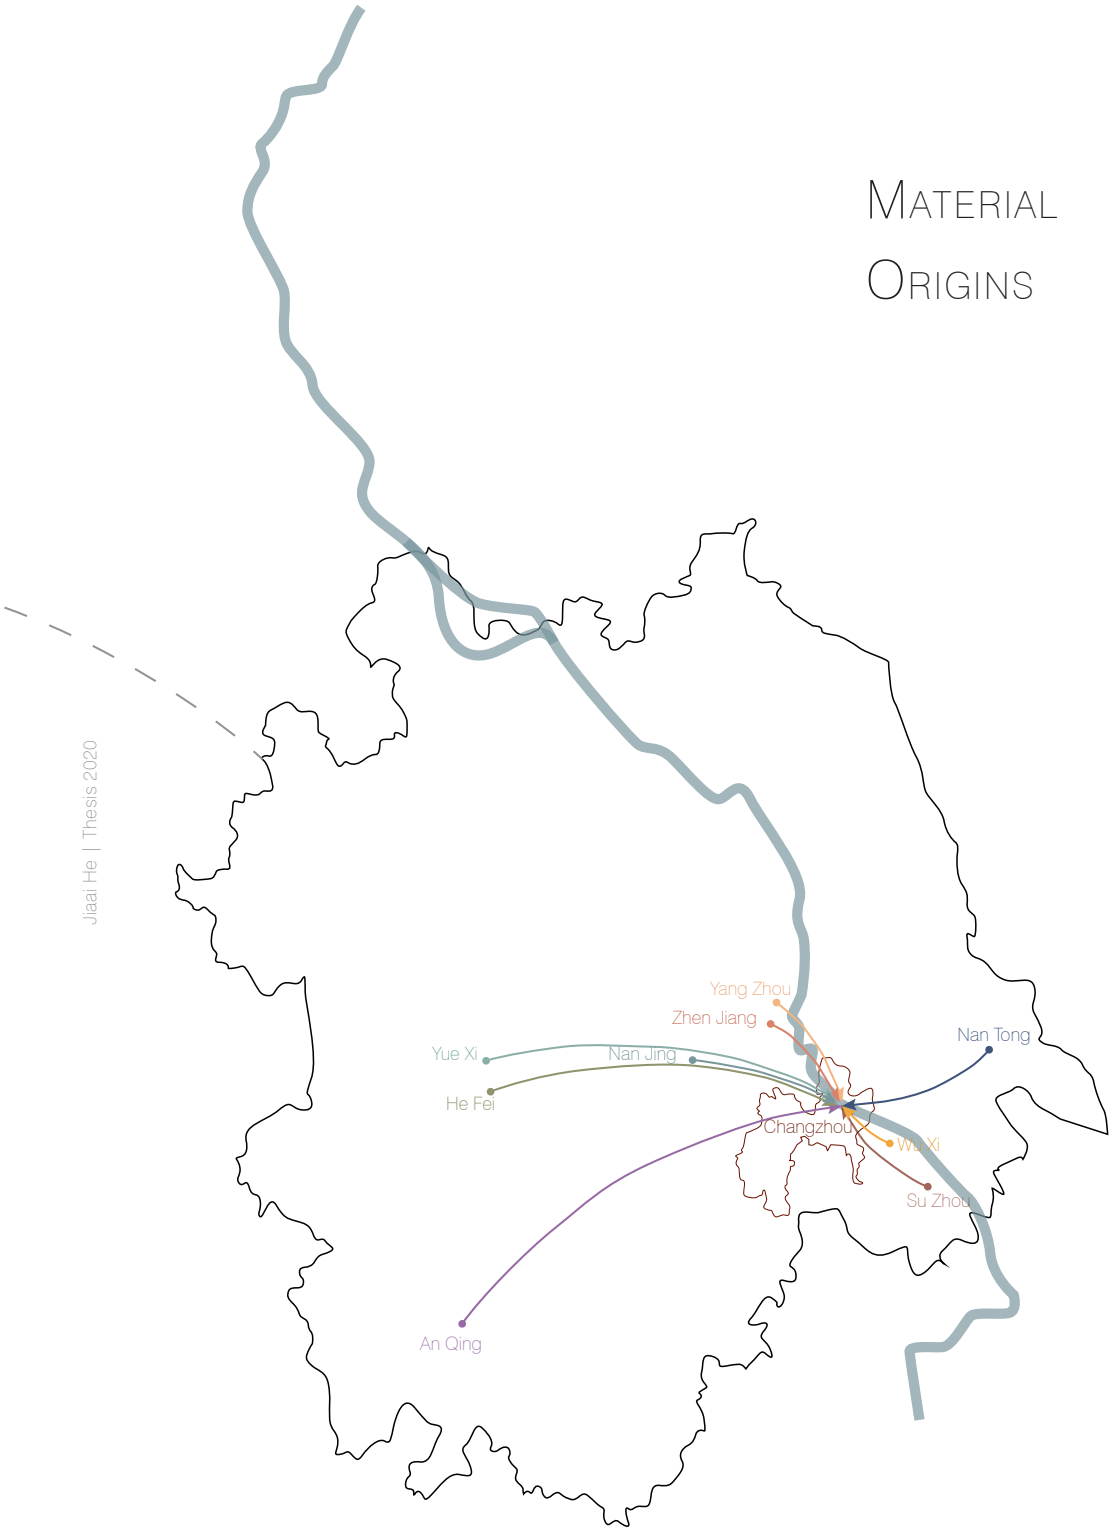 MATERIAL
ORIGINS
Jiaai He | Thesis 2020
Yang Zhou
Zhen Jiang
Nan Tong
Yue Xi
Nan Jing
He Fei
Changzhou
Wu Xi
Su Zhou
An Qing